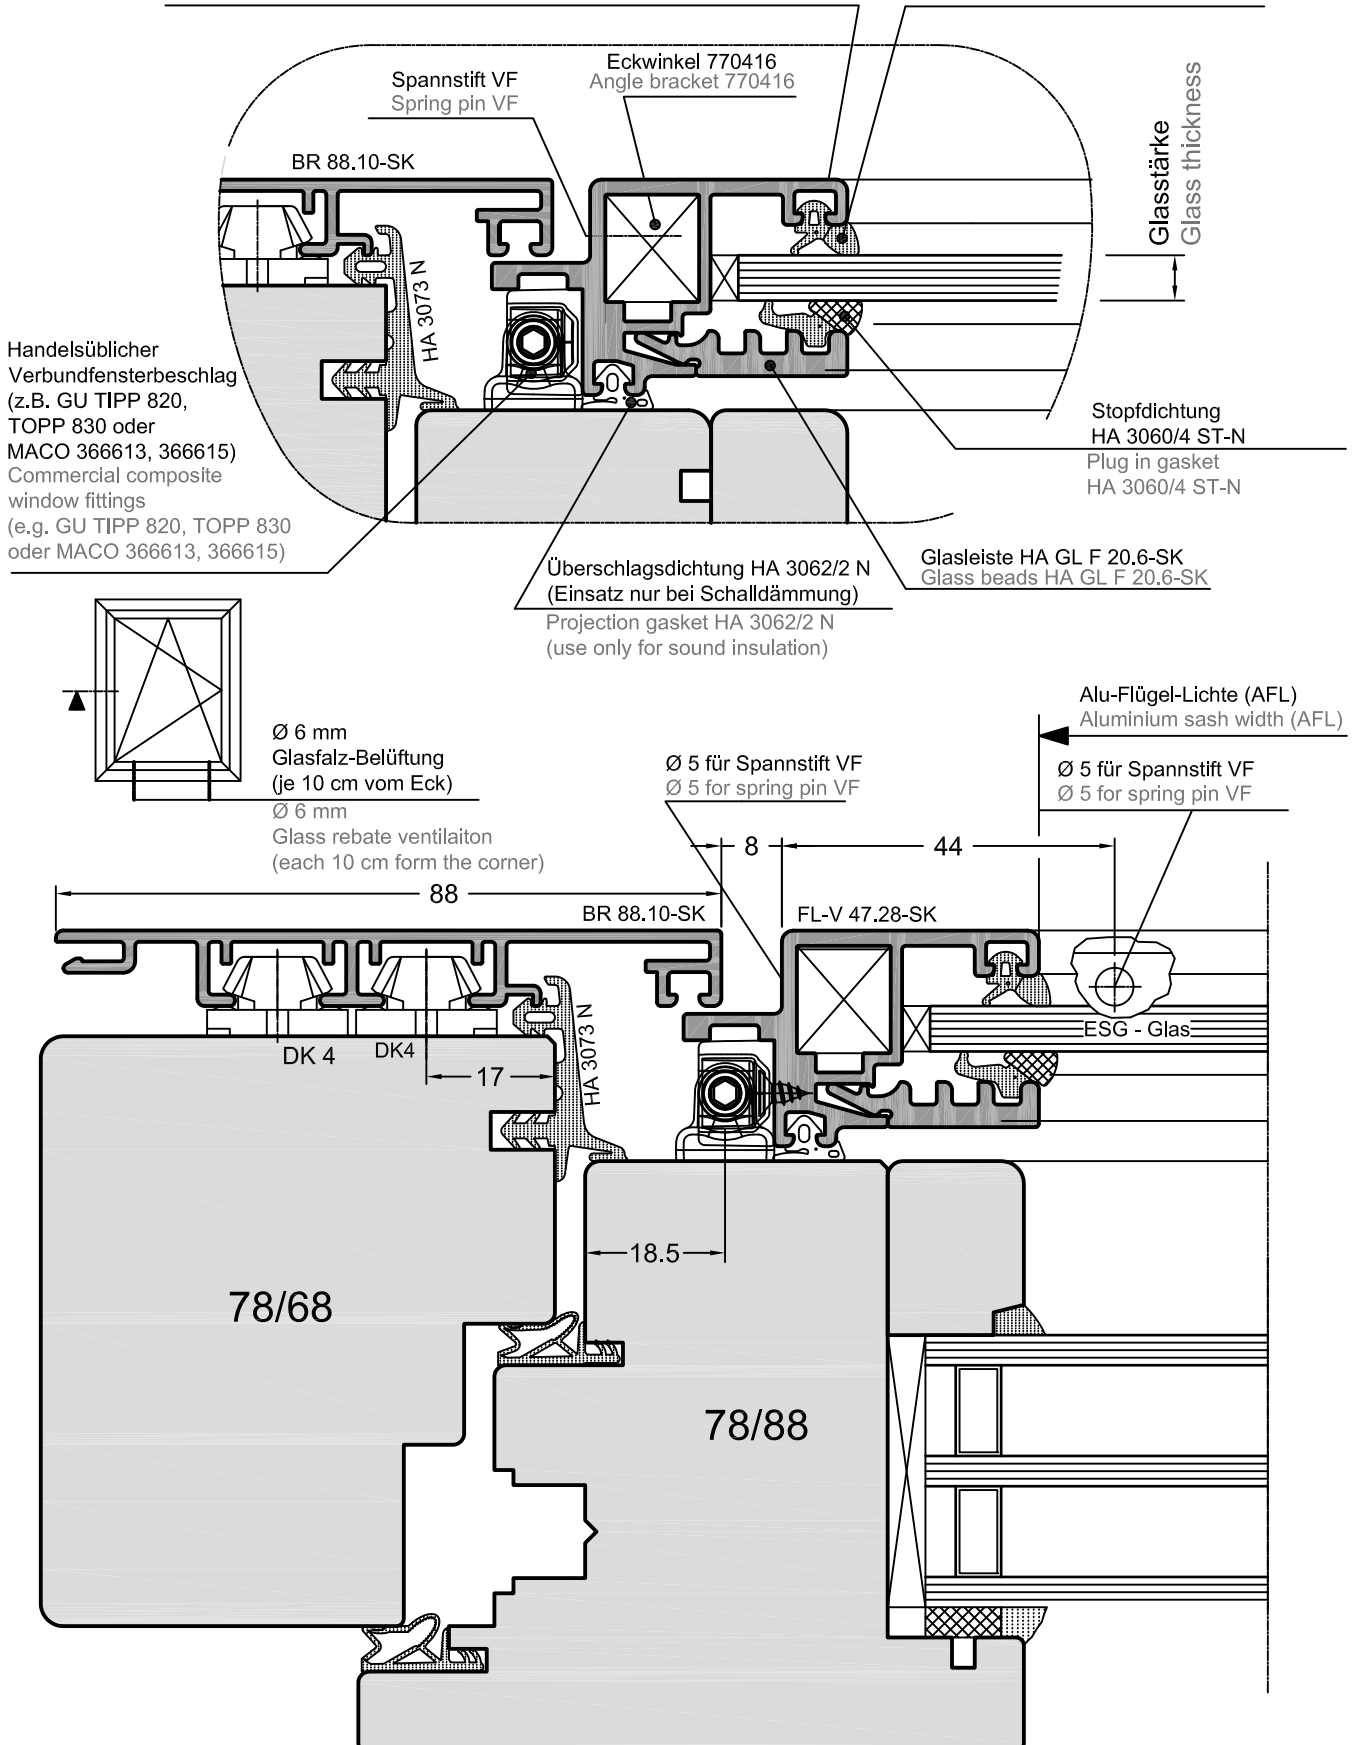 Eckwinkel 770416
Angle bracket 770416
Spannstift VF
Spring pin VF
BR 88.10-SK
Glasstärke
Glass thickness
HA 3073 N
Handelsüblicher
Verbundfensterbeschlag
(z.B. GU TIPP 820,
TOPP 830 oder
MACO 366613, 366615)
Commercial composite
window fittings
(e.g. GU TIPP 820, TOPP 830
oder MACO 366613, 366615)
Stopfdichtung
HA 3060/4 ST-N
Plug in gasket
HA 3060/4 ST-N
Überschlagsdichtung HA 3062/2 N
(Einsatz nur bei Schalldämmung)
Projection gasket HA 3062/2 N
(use only for sound insulation)
Glasleiste HA GL F 20.6-SK
Glass beads HA GL F 20.6-SK
Ø 6 mm
Glasfalz-Belüftung
(je 10 cm vom Eck)
Ø 6 mm
Glass rebate ventilaiton
(each 10 cm form the corner)
Alu-Flügel-Lichte (AFL)
Aluminium sash width (AFL)
Ø 5 für Spannstift VF
Ø 5 for spring pin VF
Ø 5 für Spannstift VF
Ø 5 for spring pin VF
8
44
88
BR 88.10-SK
FL-V 47.28-SK
ESG - Glas
DK 4
DK4
17
HA 3073 N
18.5
78/68
78/88